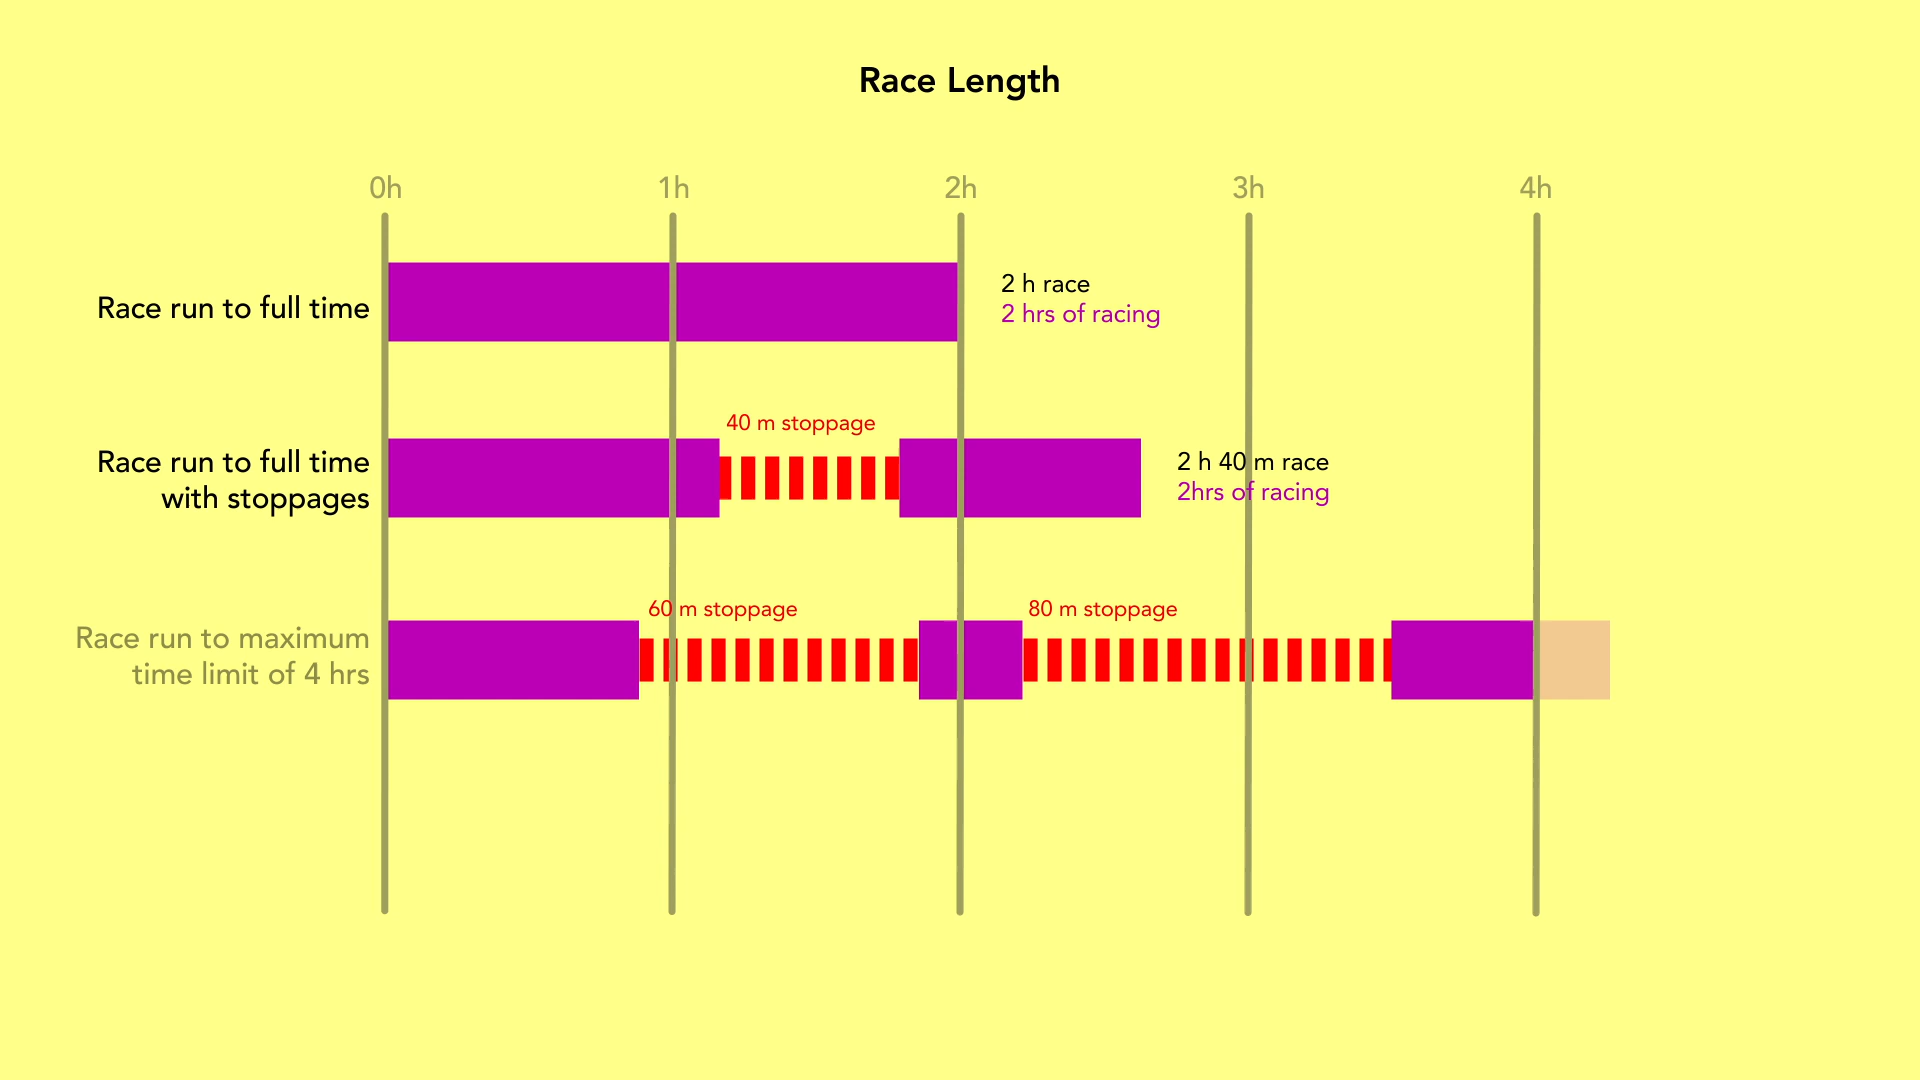 Race Length
0h
1h
2h
3h
4h
Race run to full time
2 h race
2 hrs of racing
40 m stoppage
Race run to full time
with stoppages
2 h 40 m race
2hrs of racing
60 m stoppage
80 m stoppage
Race run to maximum
time limit of 4 hrs